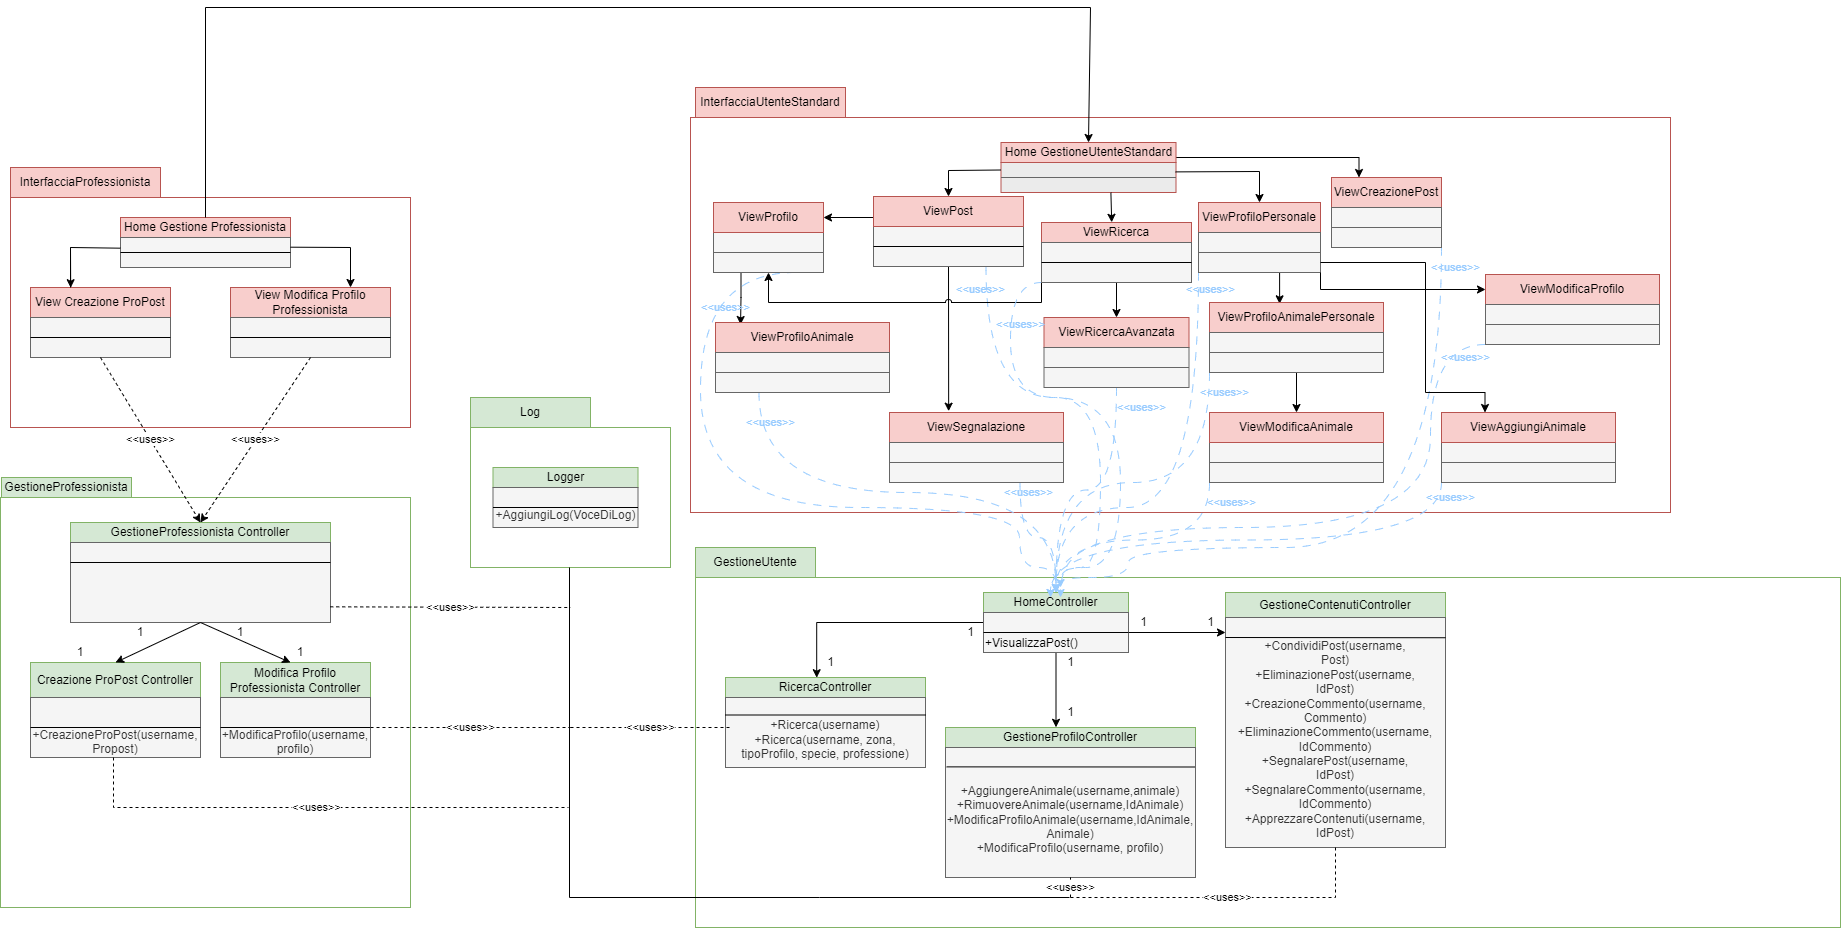 InterfacciaUtenteStandard
Home GestioneUtenteStandard
InterfacciaProfessionista
Home Gestione Professionista
View Creazione ProPost
View Modifica Profilo
Professionista
<<uses>>
<<uses>>
ViewProfilo
ViewPost
ViewRicerca
ViewProfiloPersonale
ViewCreazionePost
<<uses>>
<<uses>>
<<uses>>
<<uses>>
<<uses>>
ViewModificaProfilo
ViewProfiloAnimale
ViewRicercaAvanzata
ViewProfiloAnimalePersonale
<<uses>>
<<uses>>
<<uses>>
<<uses>>
ViewSegnalazione
ViewModificaAnimale
ViewAggiungiAnimale
<<uses>>
<<uses>>
<<uses>>
Log
Logger
+AggiungiLog(VoceDiLog)
GestioneProfessionista
GestioneProfessionista Controller
<<uses>>
1
1
1
1
Creazione ProPost Controller
+CreazioneProPost(username,
Propost)
Modifica Profilo
Professionista Controller
+ModificaProfilo(username,
profilo)
<<uses>>
<<uses>>
<<uses>>
GestioneUtente
HomeController
+VisualizzaPost()
1
1
1
1
1
1
RicercaController
+Ricerca(username)
+Ricerca(username, zona,
tipoProfilo, specie, professione)
GestioneProfiloController
+AggiungereAnimale(username,animale)
+RimuovereAnimale(username,IdAnimale)
+ModificaProfiloAnimale(username,IdAnimale,
Animale)
+ModificaProfilo(username, profilo)
GestioneContenutiController
+CondividiPost(username,
Post)
+EliminazionePost(username,
IdPost)
+CreazioneCommento(username,
Commento)
+EliminazioneCommento(username,
IdCommento)
+SegnalarePost(username,
IdPost)
+SegnalareCommento(username,
IdCommento)
+ApprezzareContenuti(username,
IdPost)
<<uses>>
<<uses>>